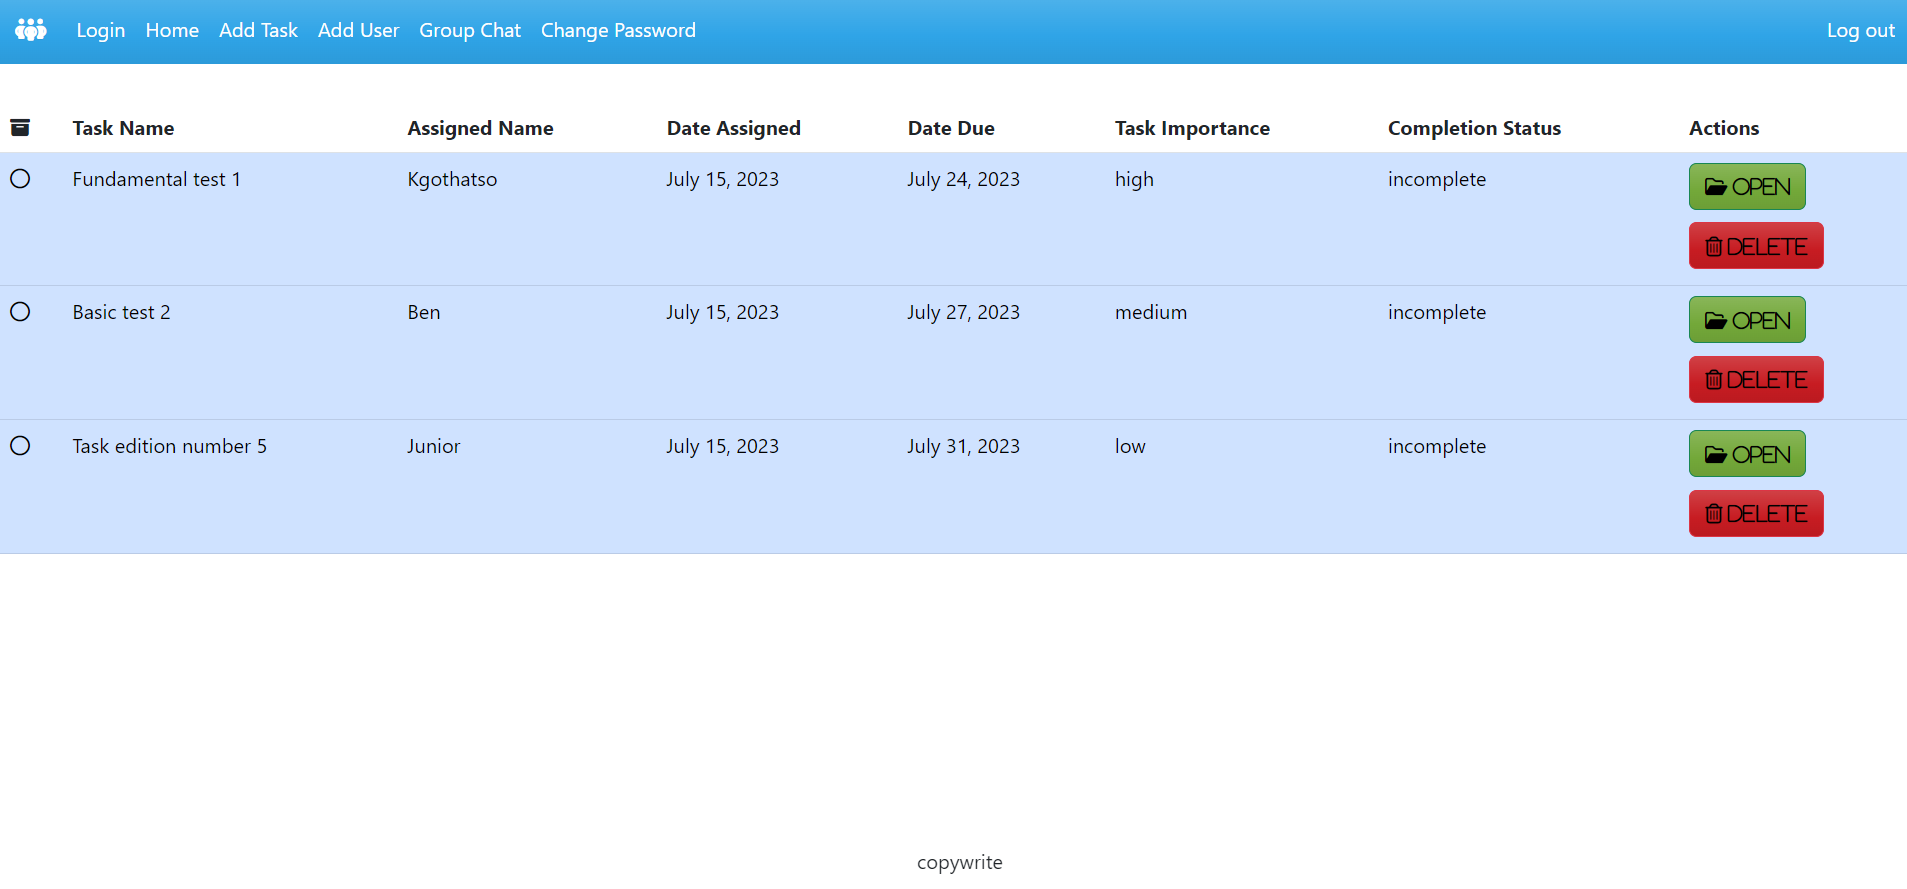 Login Home Add Task Add User Group Chat Change Password Log out
Task Name Assigned Name Date Assigned Date Due Task Importance Completion Status Actions
Fundamental test 1 Kgothatso July 15, 2023 July 24, 2023 high incomplete OPEN
DELETE
Basic test 2 Ben July 15, 2023 July 27, 2023 medium incomplete OPEN
DELETE
Task edition number 5 Junior July 15, 2023 July 31, 2023 low incomplete OPEN
DELETE
copywrite